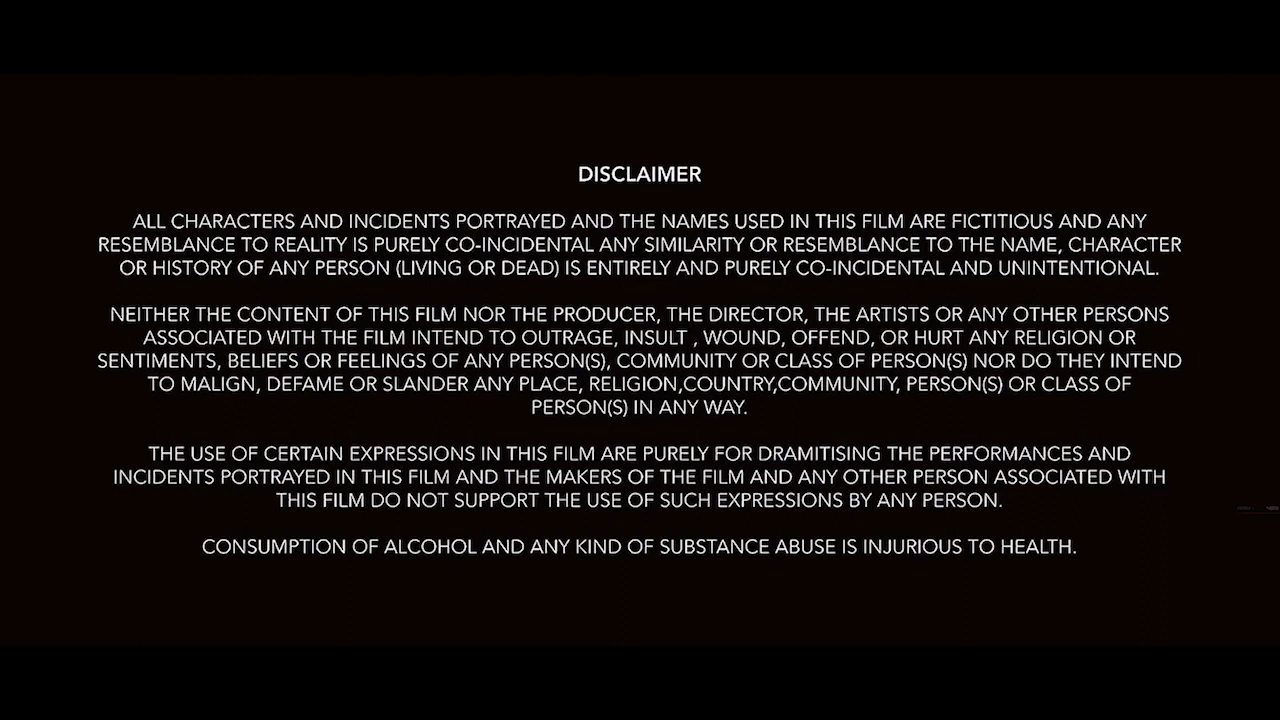 DISCLAIMER
ALL CHARACTERS AND INCIDENTS PORTRAYED AND THE NAMES USED IN THIS FILM ARE FICTITIOUS AND ANY
RESEMBLANCE TO REALITY IS PURELY CO-INCIDENTAL ANY SIMILARITY OR RESEMBLANCE TO THE NAME, CHARACTER
OR HISTORY OF ANY PERSON (LIVING OR DEAD) IS ENTIRELY AND PURELY CO-INCIDENTAL AND UNINTENTIONAL.
NEITHER THE CONTENT OF THIS FILM NOR THE PRODUCER, THE DIRECTOR, THE ARTISTS OR ANY OTHER PERSONS
ASSOCIATED WITH THE FILM INTEND TO OUTRAGE, INSULT , WOUND, OFFEND, OR HURT ANY RELIGION OR
SENTIMENTS, BELIEFS OR FEELINGS OF ANY PERSON(S), COMMUNITY OR CLASS OF PERSON(S) NOR DO THEY INTEND
TO MALIGN, DEFAME OR SLANDER ANY PLACE, RELIGION,COUNTRY,COMMUNITY, PERSON(S) OR CLASS OF
PERSON(S) IN ANY WAY.
THE USE OF CERTAIN EXPRESSIONS IN THIS FILM ARE PURELY FOR DRAMITISING THE PERFORMANCES AND
INCIDENTS PORTRAYED IN THIS FILM AND THE MAKERS OF THE FILM AND ANY OTHER PERSON ASSOCIATED WITH
THIS FILM DO NOT SUPPORT THE USE OF SUCH EXPRESSIONS BY ANY PERSON.
CONSUMPTION OF ALCOHOL AND ANY KIND OF SUBSTANCE ABUSE IS INJURIOUS TO HEALTH.